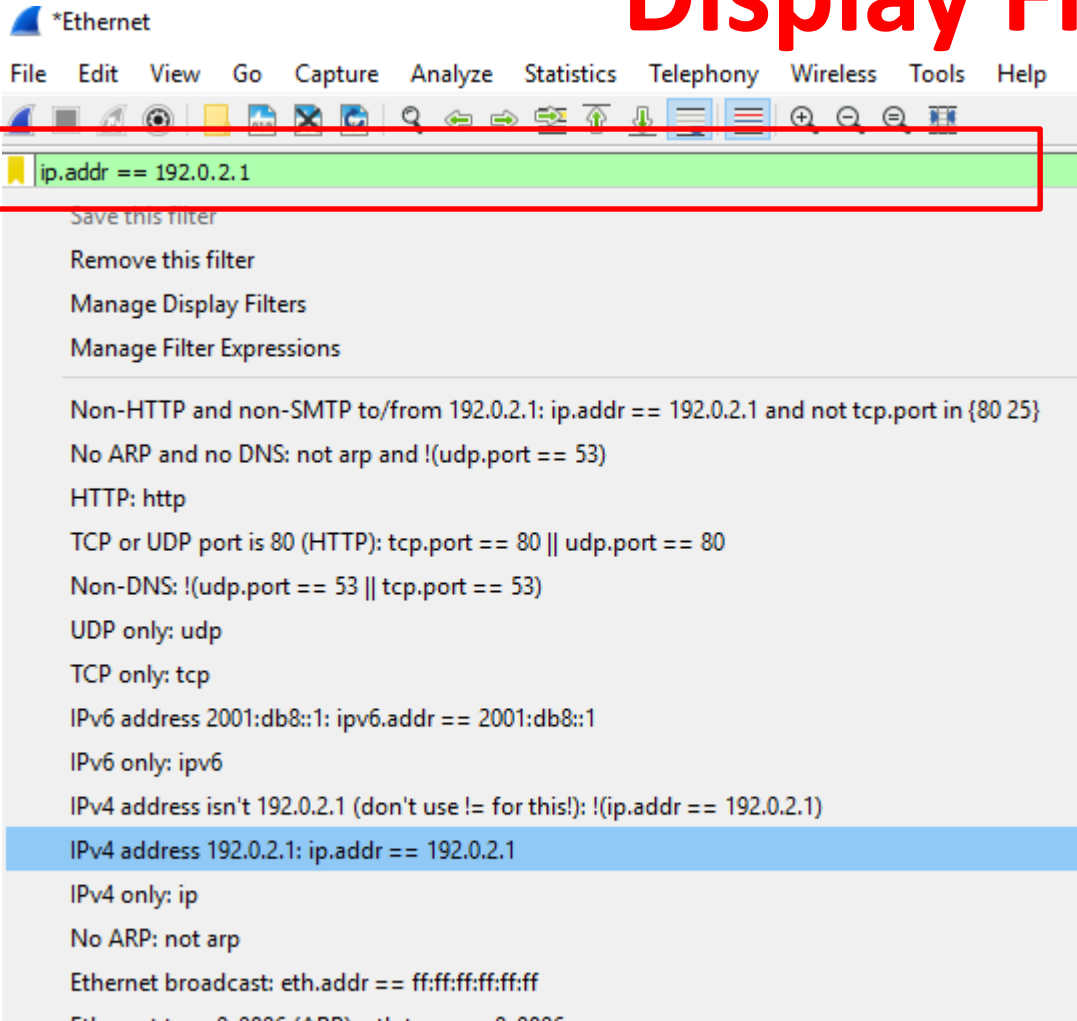 Display Fi
*Ethernet
File Edit View Go Capture Analyze Statistics Telephony Wireless Tools Help
ip.addr == 192.0.2.1
Save this filter
Remove this filter
Manage Display Filters
Manage Filter Expressions
Non-HTTP and non-SMTP to/from 192.0.2.1: ip.addr == 192.0.2.1 and not tcp.port in {80 25}
No ARP and no DNS: not arp and !(udp.port == 53)
HTTP: http
TCP or UDP port is 80 (HTTP): tcp.port == 80 || udp.port == 80
Non-DNS: !(udp.port == 53 || tcp.port == 53)
UDP only: udp
TCP only: tcp
IPv6 address 2001:db8::1: ipv6.addr == 2001:db8::1
IPv6 only: ipv6
IPv4 address isn't 192.0.2.1 (don't use != for this!): !(ip.addr == 192.0.2.1)
IPv4 address 192.0.2.1: ip.addr == 192.0.2.1
IPv4 only: ip
No ARP: not arp
Ethernet broadcast: eth.addr == ff:ff:ff:ff:ff:ff